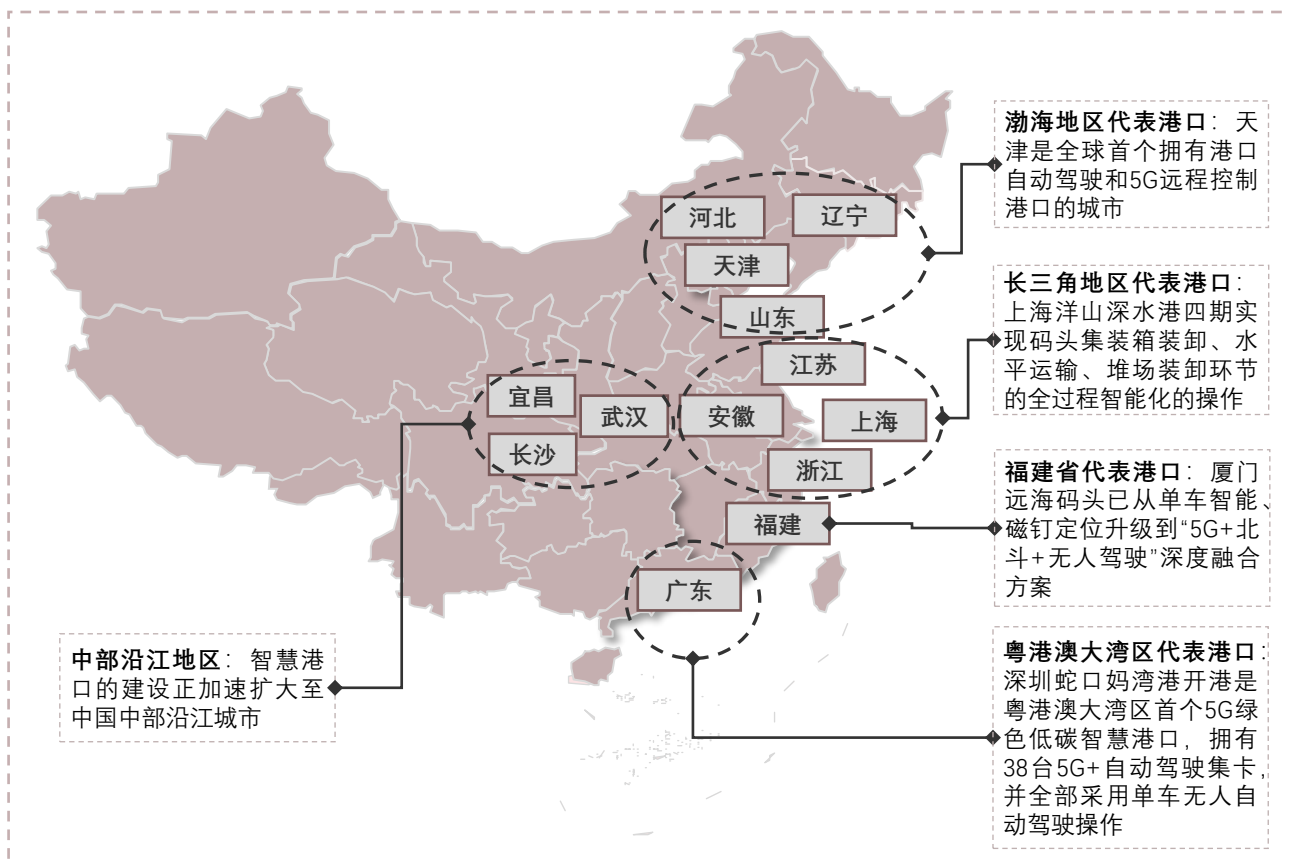 渤海地区代表港口：天
津是全球首个拥有港口
自动驾驶和5G远程控制
港口的城市
河北
辽宁
天津
山东
长三角地区代表港口：
上海洋山深水港四期实
现码头集装箱装卸、水
平运输、堆场装卸环节
的全过程智能化的操作
江苏
安徽
上海
浙江
宜昌
武汉
长沙
福建省代表港口：厦门
远海码头已从单车智能、
磁钉定位升级到“5G+北
斗+无人驾驶”深度融合
方案
福建
广东
中部沿江地区：智慧港
口的建设正加速扩大至
中国中部沿江城市
粤港澳大湾区代表港口：
深圳蛇口妈湾港开港是
粤港澳大湾区首个5G绿
色低碳智慧港口，拥有
38台5G+自动驾驶集卡，
并全部采用单车无人自
动驾驶操作